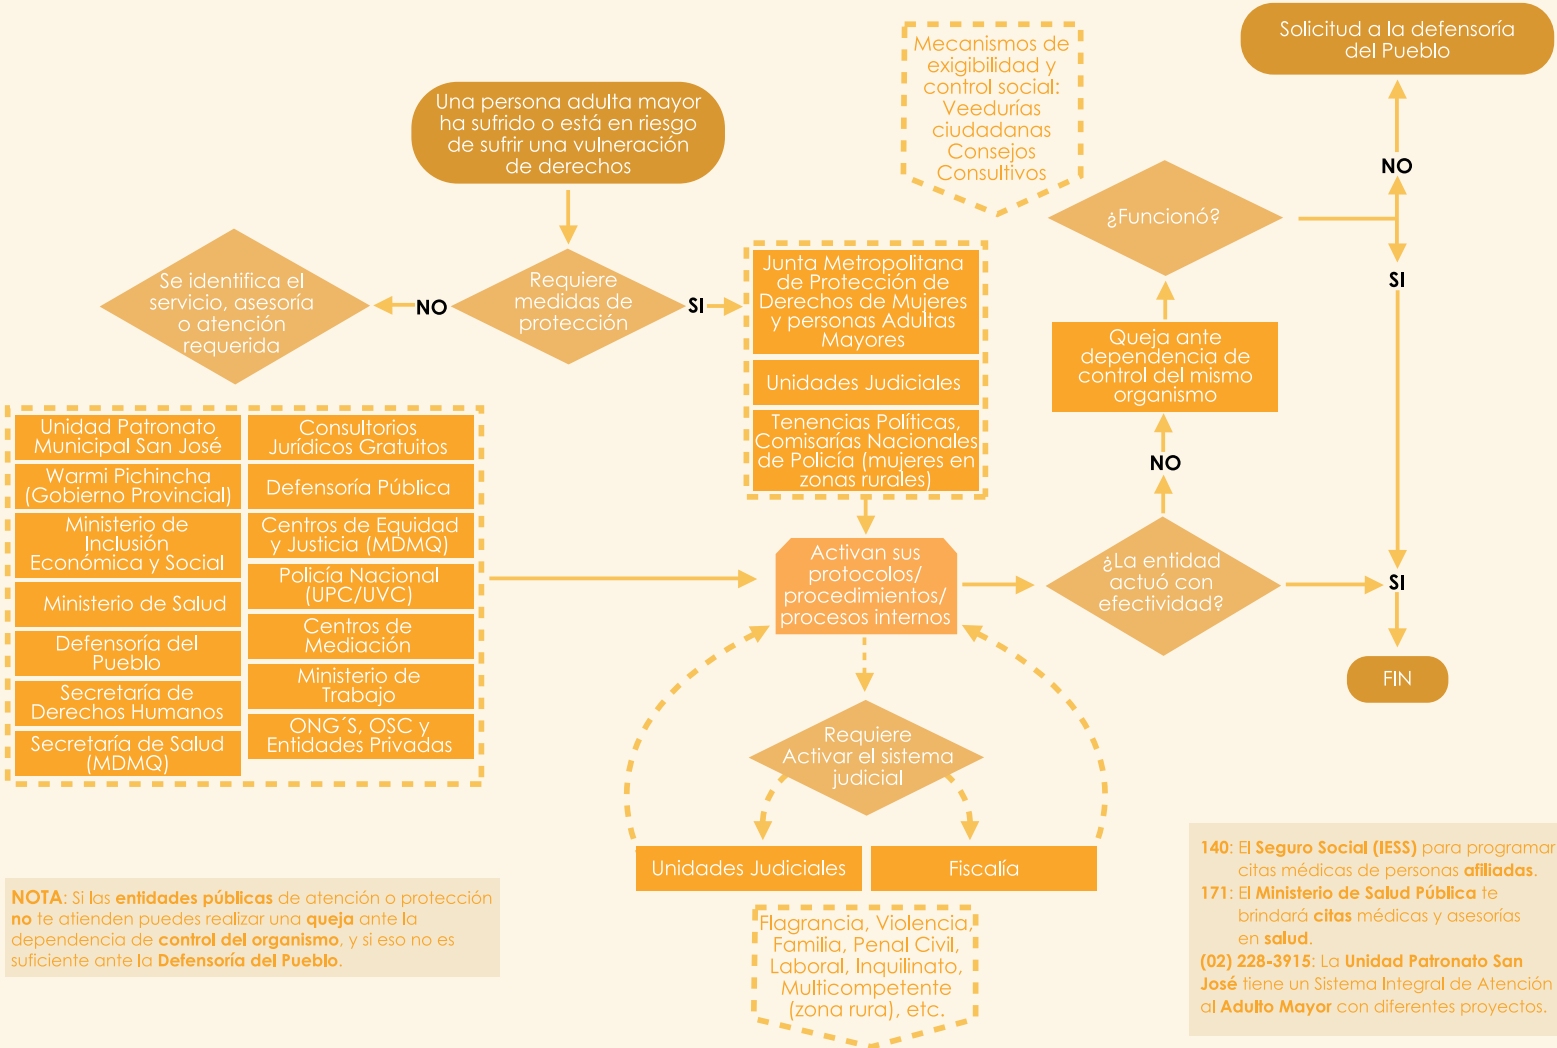 Una persona adulta mayor
ha sufrido o está en riesgo
de sufrir una vulneración
de derechos
Requiere
medidas de
protección
NO
SI
Se identifica el
servicio, asesoría
o atención
requerida
Unidad Patronato
Municipal San José
Warmi Pichincha
(Gobierno Provincial)
Ministerio de
Inclusión
Económica y Social
Ministerio de Salud
Defensoría del
Pueblo
Secretaría de
Derechos Humanos
Secretaría de Salud
(MDMQ)
Consultorios
Jurídicos Gratuitos
Defensoría Pública
Centros de Equidad
y Justicia (MDMQ)
Policía Nacional
(UPC/UVC)
Centros de
Mediación
Ministerio de
Trabajo
ONG´S, OSC y
Entidades Privadas
Junta Metropolitana
de Protección de
Derechos de Mujeres
y personas Adultas
Mayores
Unidades Judiciales
Tenencias Políticas,
Comisarías Nacionales
de Policía (mujeres en
zonas rurales)
Activan sus
protocolos/
procedimientos/
procesos internos
Requiere
Activar el sistema
judicial
Unidades Judiciales
Fiscalía
Flagrancia, Violencia,
Familia, Penal Civil,
Laboral, Inquilinato,
Multicompetente
(zona rura), etc.
¿La entidad
actuó con
efectividad?
NO
Queja ante
dependencia de
control del mismo
organismo
¿Funcionó?
Mecanismos de
exigibilidad y
control social:
Veedurías
ciudadanas
Consejos
Consultivos
Solicitud a la defensoría
del Pueblo
NO
SI
SI
FIN
NOTA: Si las entidades públicas de atención o protección
no te atienden puedes realizar una queja ante la
dependencia de control del organismo, y si eso no es
suficiente ante la Defensoría del Pueblo.
140: El Seguro Social (IESS) para programar
citas médicas de personas afiliadas.
171: El Ministerio de Salud Pública te
brindará citas médicas y asesorías
en salud.
(02) 228-3915: La Unidad Patronato San
José tiene un Sistema Integral de Atención
al Adulto Mayor con diferentes proyectos.